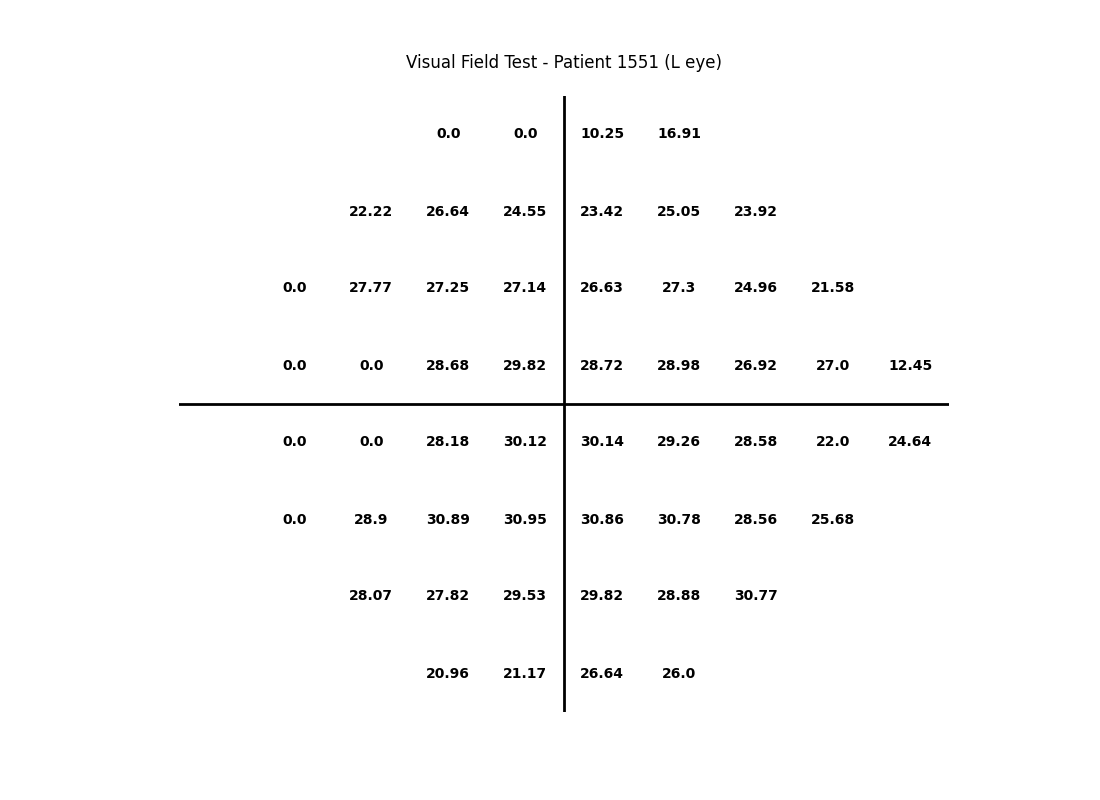 Visual Field Test - Patient 1551 (L eye)
0.0 0.0 10.25 16.91
22.22 26.64 24.55 23.42 25.05 23.92
0.0 27.77 27.25 27.14 26.63 27.3 24.96 21.58
0.0 0.0 28.68 29.82 28.72 28.98 26.92 27.0 12.45
0.0 0.0 28.18 30.12 30.14 29.26 28.58 22.0 24.64
0.0 28.9 30.89 30.95 30.86 30.78 28.56 25.68
28.07 27.82 29.53 29.82 28.88 30.77
20.96 21.17 26.64 26.0